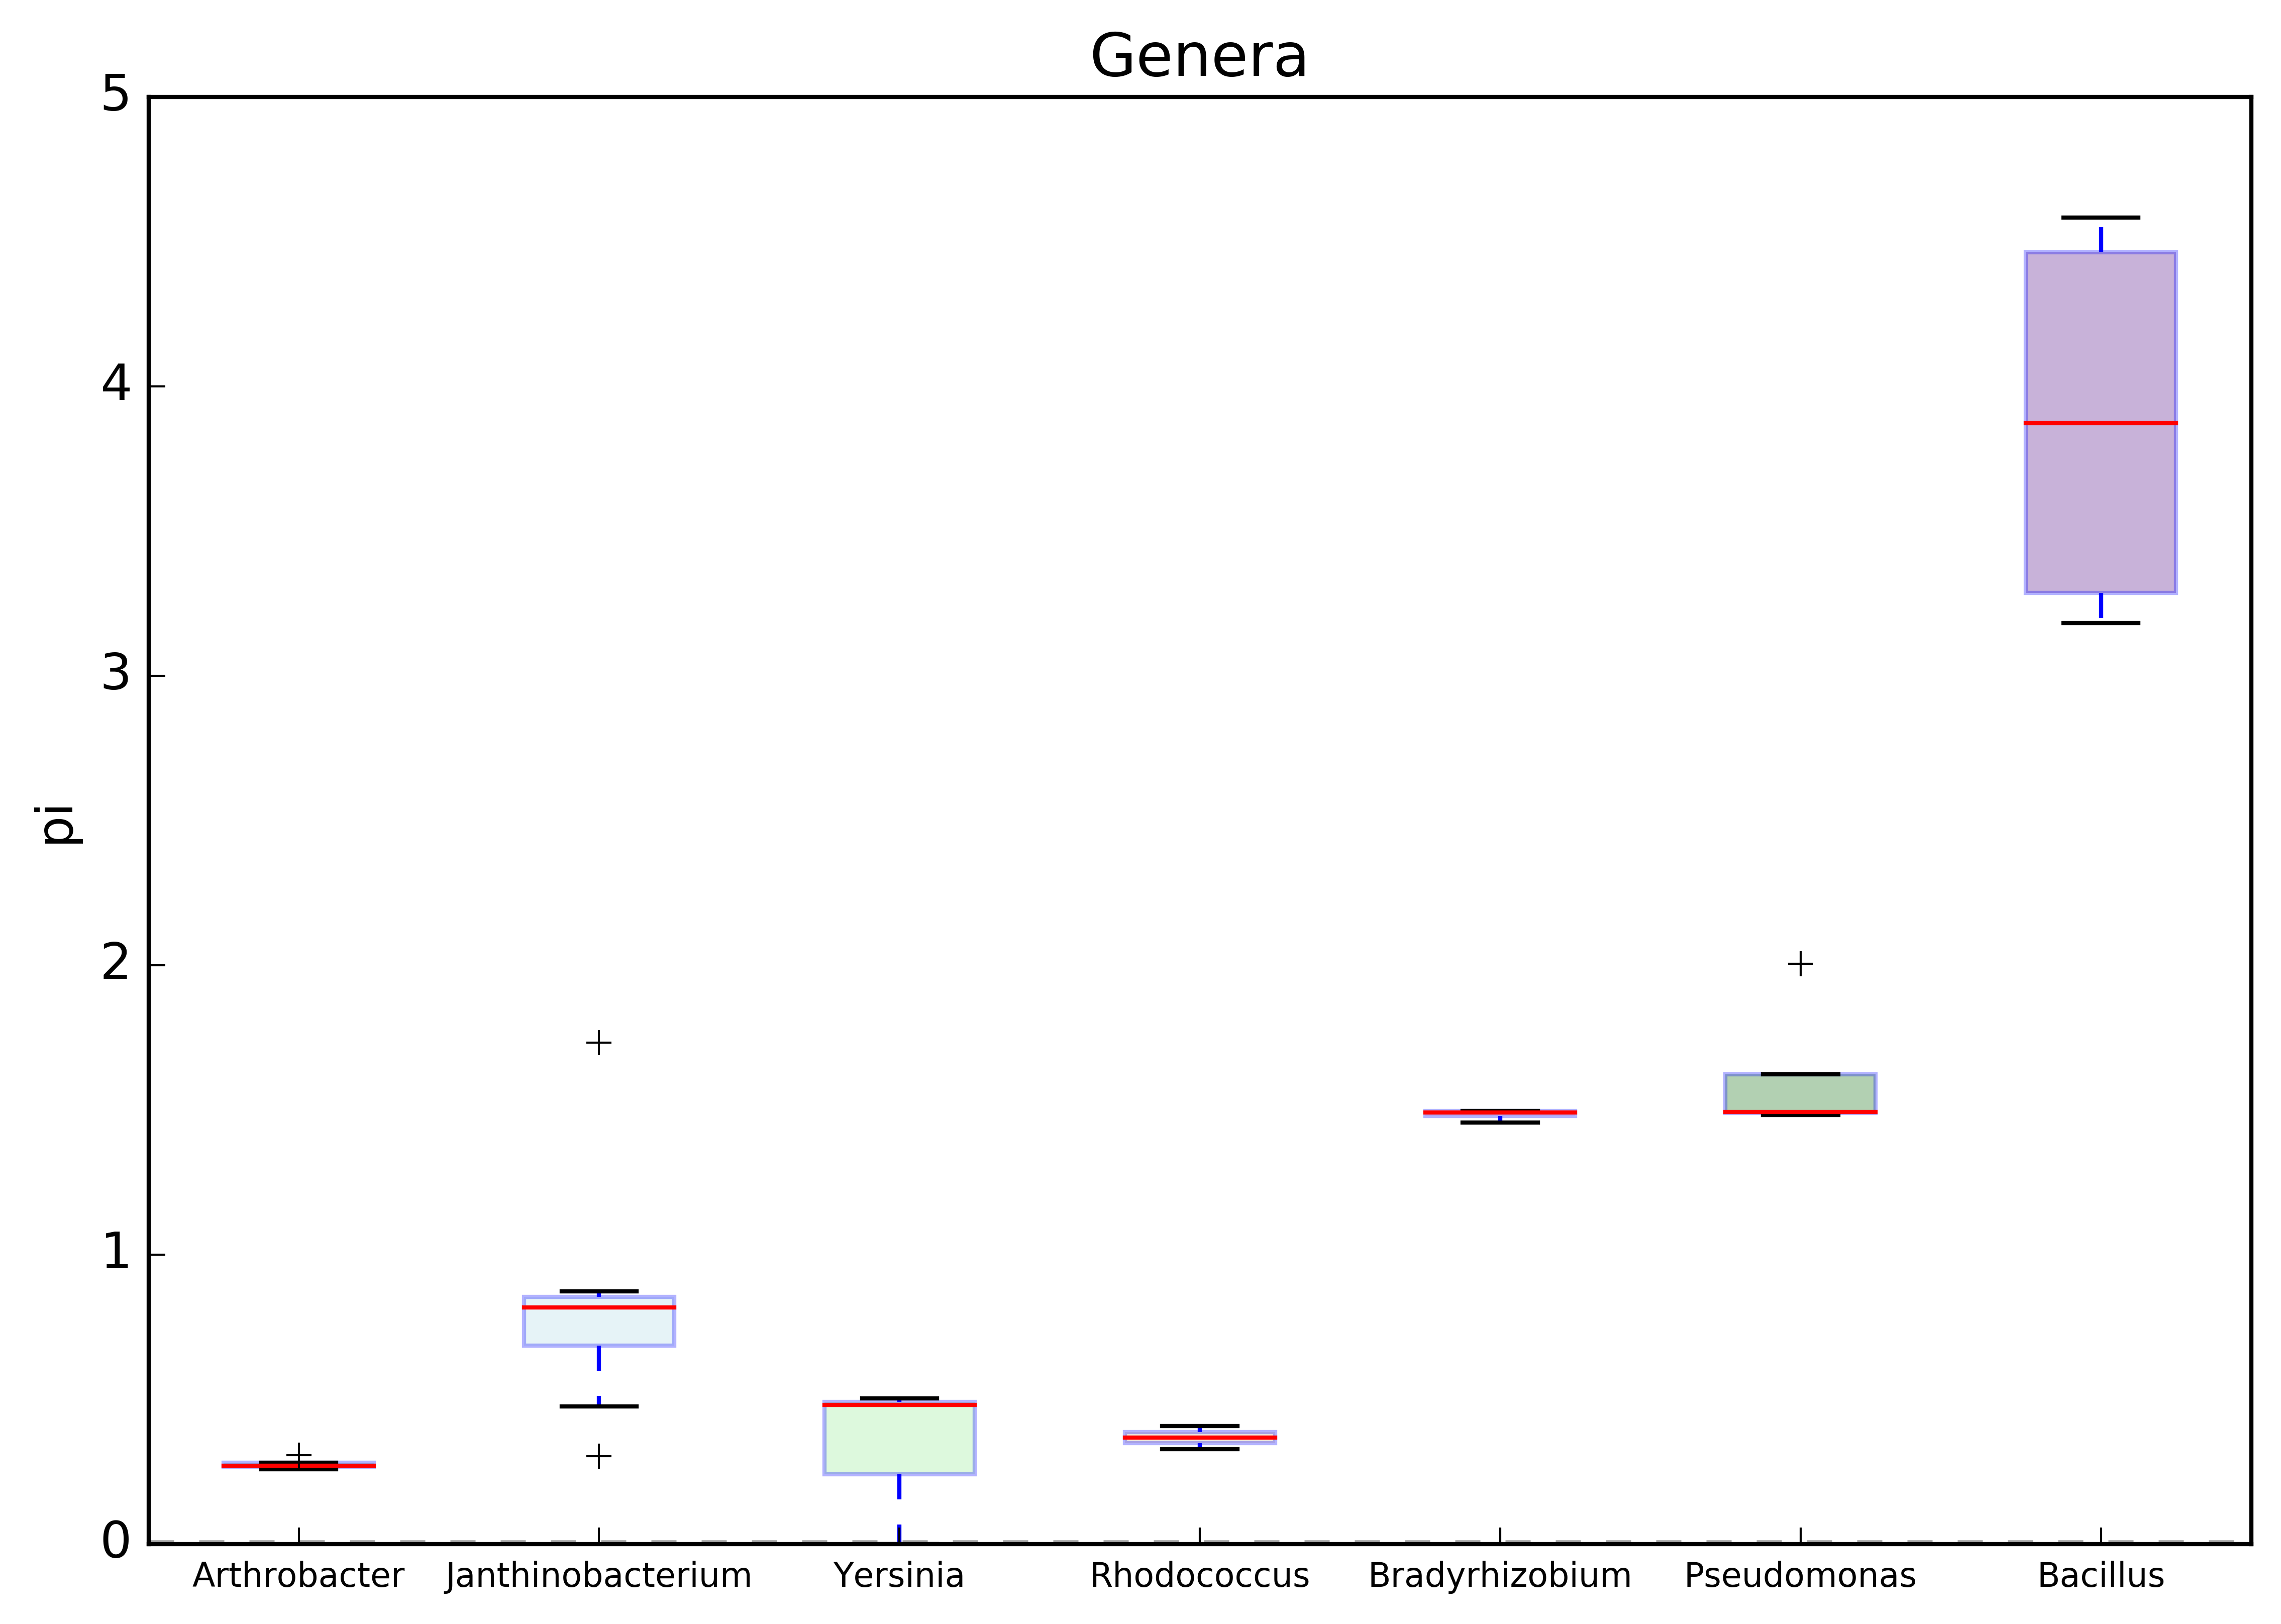 Genera
5
4
3
2
1
0
pi
Arthrobacter Janthinobacterium Yersinia Rhodococcus Bradyrhizobium Pseudomonas Bacillus